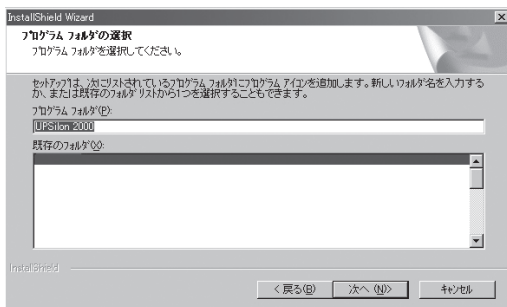 InstallShield Wizard
プログラム フォルダの選択
プログラム フォルダを選択してください。
セットアップは、次にリストされているプログラム フォルダにプログラム アイコンを追加します。新しいフォルダ名を入力する
か、または既存のフォルダ リストから1つを選択することもできます。
プログラム フォルダ(P):
UPSilon 2000
既存のフォルダ(X):
InstallShield
< 戻る(B)
次へ (N)>
キャンセル